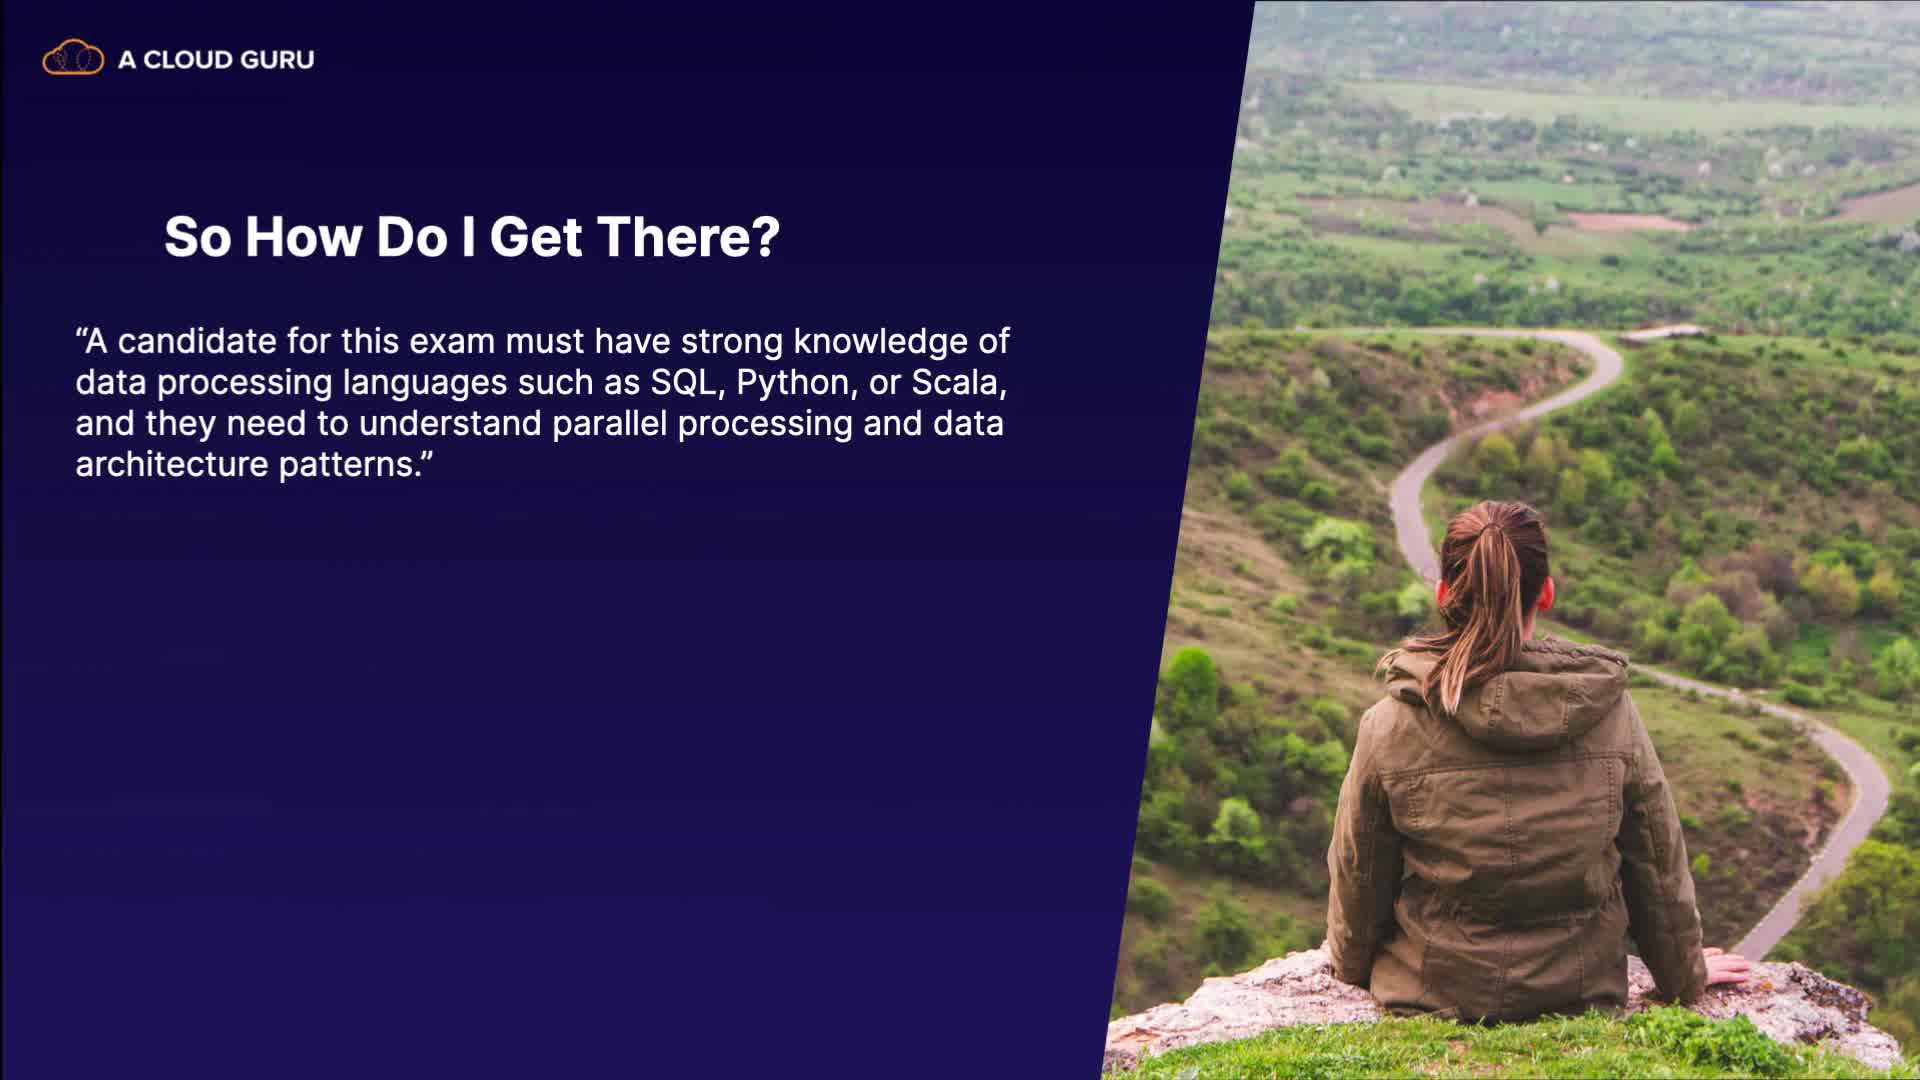 A CLOUD GURU
So How Do I Get There?
“A candidate for this exam must have strong knowledge of
data processing languages such as SQL, Python, or Scala,
and they need to understand parallel processing and data
architecture patterns.”